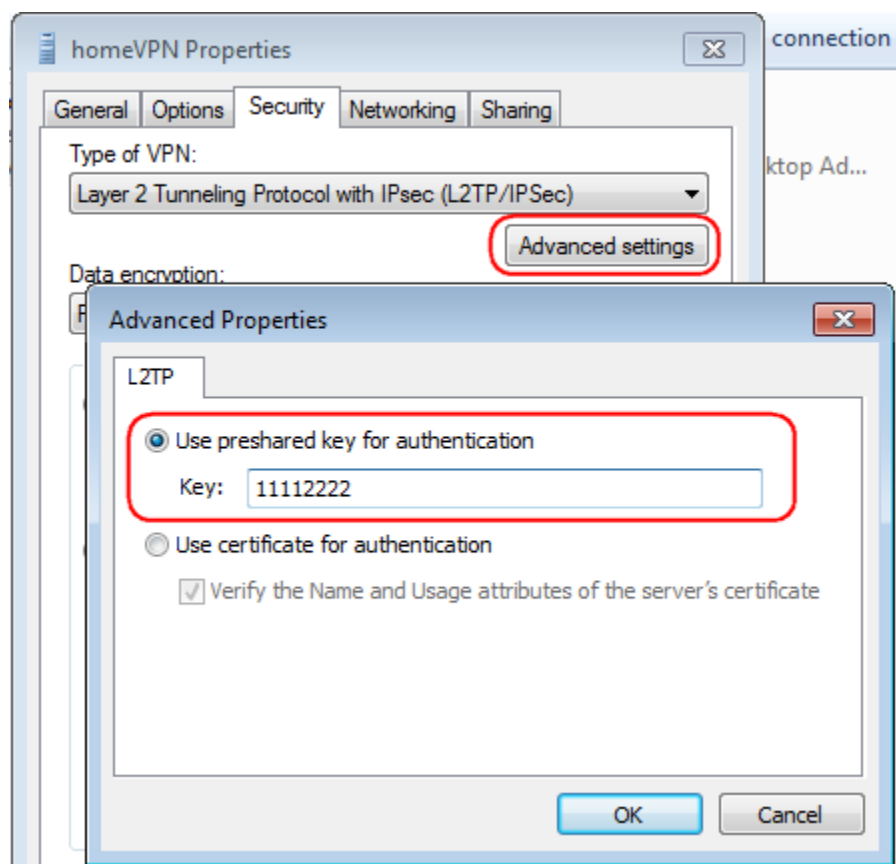 homeVPN Properties
connection
General Options Security Networking Sharing
Type of VPN:
ktop Ad...
Layer 2 Tunneling Protocol with IPsec (L2TP/IPSec)
Advanced settings
Data encryption:
Advanced Properties
L2TP
Use preshared key for authentication
Key: 11112222
Use certificate for authentication
Verify the Name and Usage attributes of the server's certificate
OK Cancel